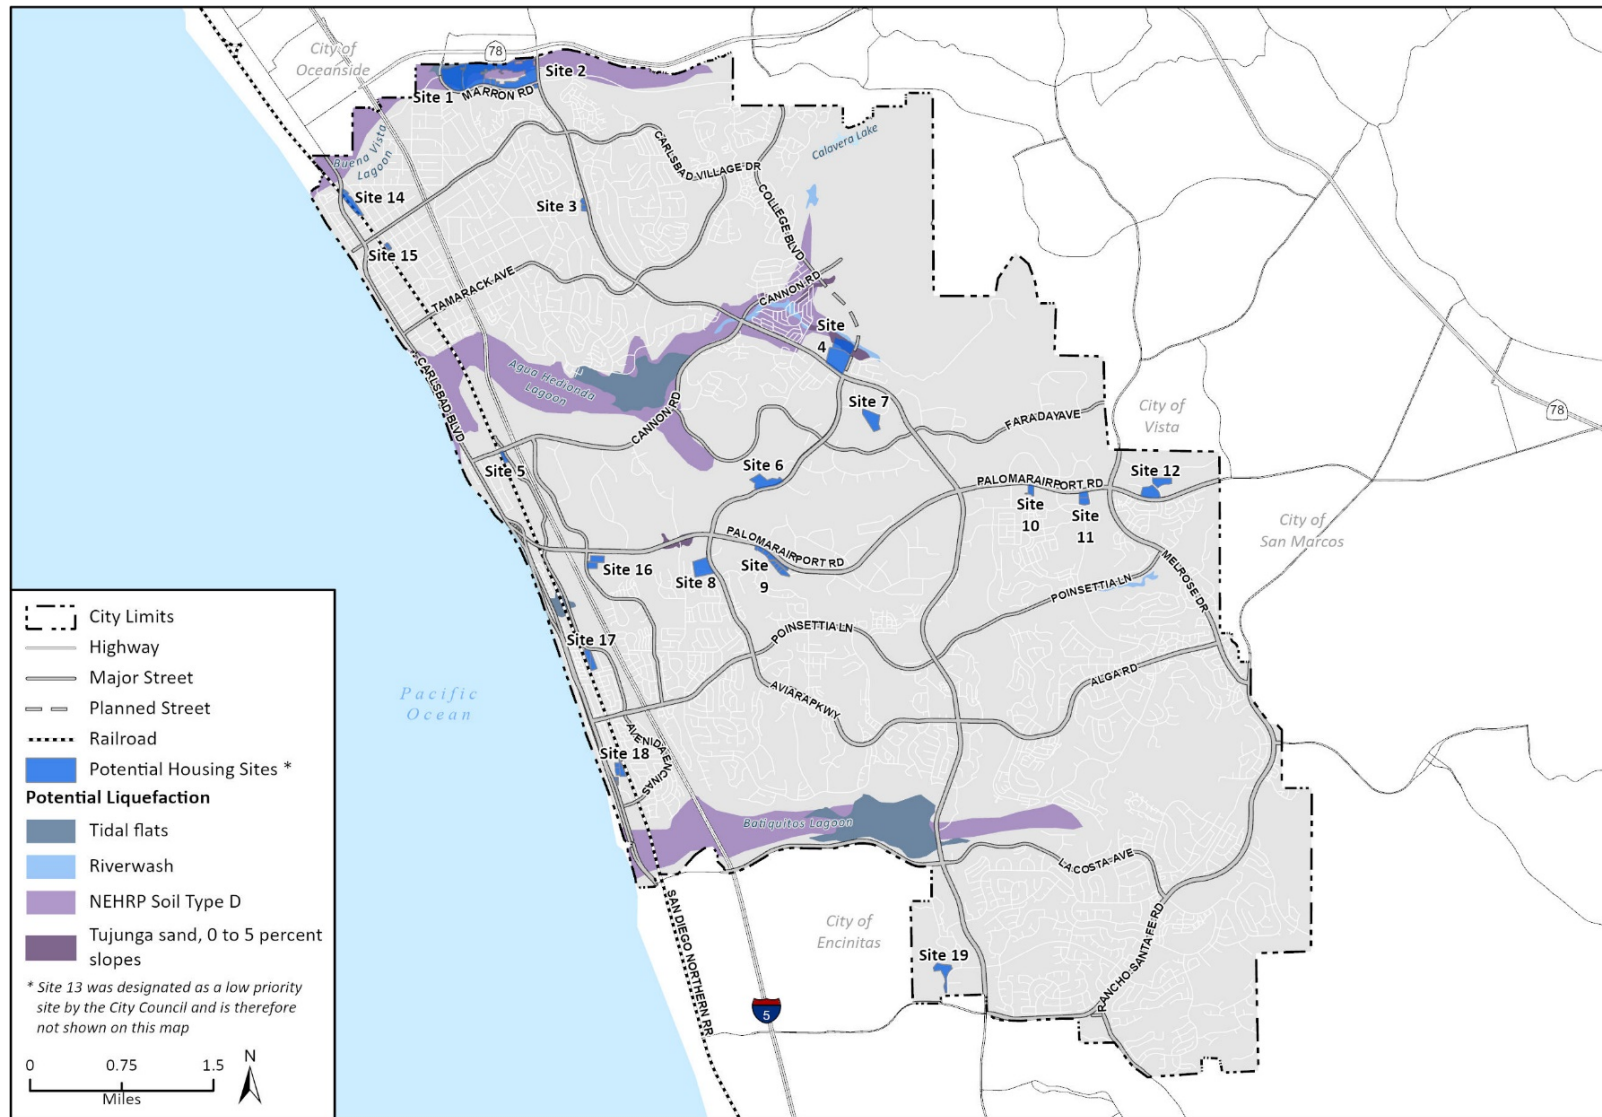 City of
Oceanside
78
Site 1
Site 2
MARRON RD
Buena Vista
Lagoon
CARLSBAD VILLAGE DR
Calavera Lake
Site 14
Site 3
COLLEGE BLVD
Site 15
TAMARACK AVE
CANNON RD
Site
4
Agua Hedionda
Lagoon
CARLSBAD BLVD
CANNON RD
Site 7
FARADAY AVE
City of
Vista
78
Site 5
Site 6
PALOMAR AIRPORT RD
Site 12
Site
10
Site
11
City of
San Marcos
PALOMAR AIRPORT RD
Site 16
Site 8
Site
9
MELROSE DR
POINSETTIA LN
Site 17
POINSETTIA LN
ALGA RD
AVIARA PKWY
Pacific
Ocean
AVENIDA ENCINAS
Site 18
Batiquitos Lagoon
LA COSTA AVE
SAN DIEGO NORTHERN RR
City of
Encinitas
Site 19
RANCHO SANTA FE RD
5
City Limits
Highway
Major Street
Planned Street
Railroad
Potential Housing Sites *
Potential Liquefaction
Tidal flats
Riverwash
NEHRP Soil Type D
Tujunga sand, 0 to 5 percent
slopes
* Site 13 was designated as a low priority
site by the City Council and is therefore
not shown on this map
0 0.75 1.5
Miles
N